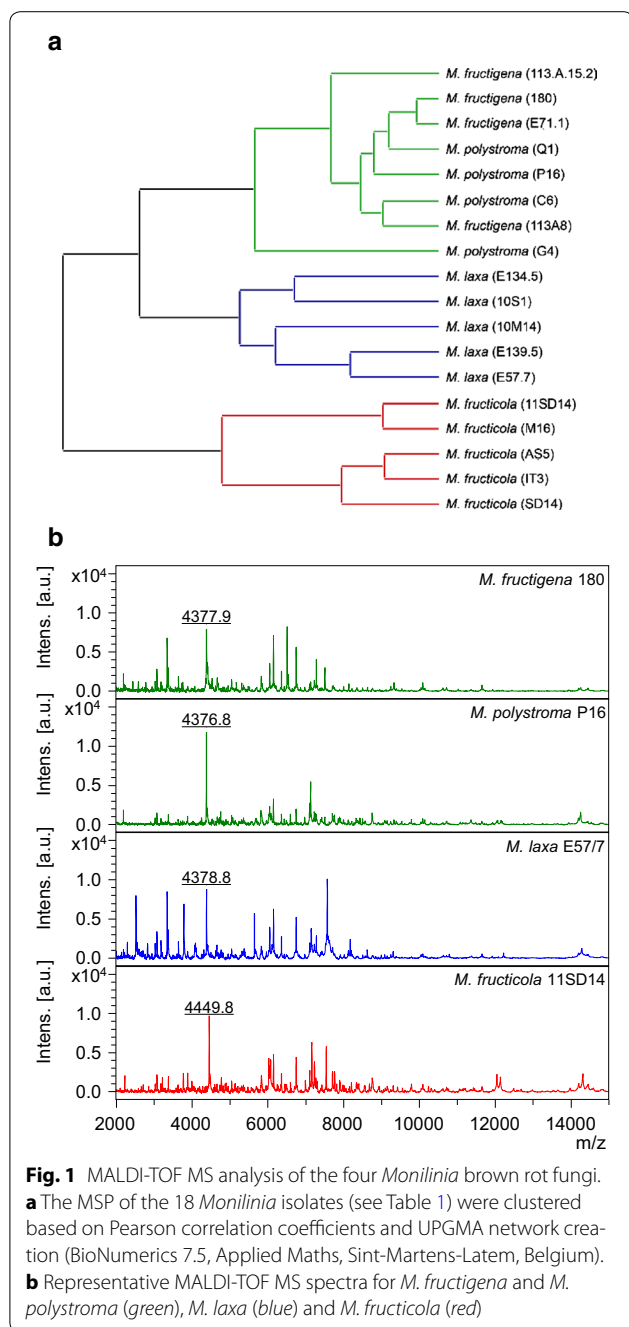 a
M. fructigena (113.A.15.2)
M. fructigena (180)
M. fructigena (E71.1)
M. polystroma (Q1)
M. polystroma (P16)
M. polystroma (C6)
M. fructigena (113A8)
M. polystroma (G4)
M. laxa (E134.5)
M. laxa (10S1)
M. laxa (10M14)
M. laxa (E139.5)
M. laxa (E57.7)
M. fructicola (11SD14)
M. fructicola (M16)
M. fructicola (AS5)
M. fructicola (IT3)
M. fructicola (SD14)
b
Intens. [a.u.]
x10⁴
1.0
0.5
0.0
4377.9
M. fructigena 180
Intens. [a.u.]
x10⁴
1.0
0.5
0.0
4376.8
M. polystroma P16
Intens. [a.u.]
x10⁴
1.0
0.5
0.0
4378.8
M. laxa E57/7
Intens. [a.u.]
x10⁴
1.0
0.5
0.0
4449.8
M. fructicola 11SD14
2000 4000 6000 8000 10000 12000 14000
m/z
Fig. 1 MALDI-TOF MS analysis of the four Monilinia brown rot fungi.
a The MSP of the 18 Monilinia isolates (see Table 1) were clustered
based on Pearson correlation coefficients and UPGMA network crea-
tion (BioNumerics 7.5, Applied Maths, Sint-Martens-Latem, Belgium).
b Representative MALDI-TOF MS spectra for M. fructigena and M.
polystroma (green), M. laxa (blue) and M. fructicola (red)